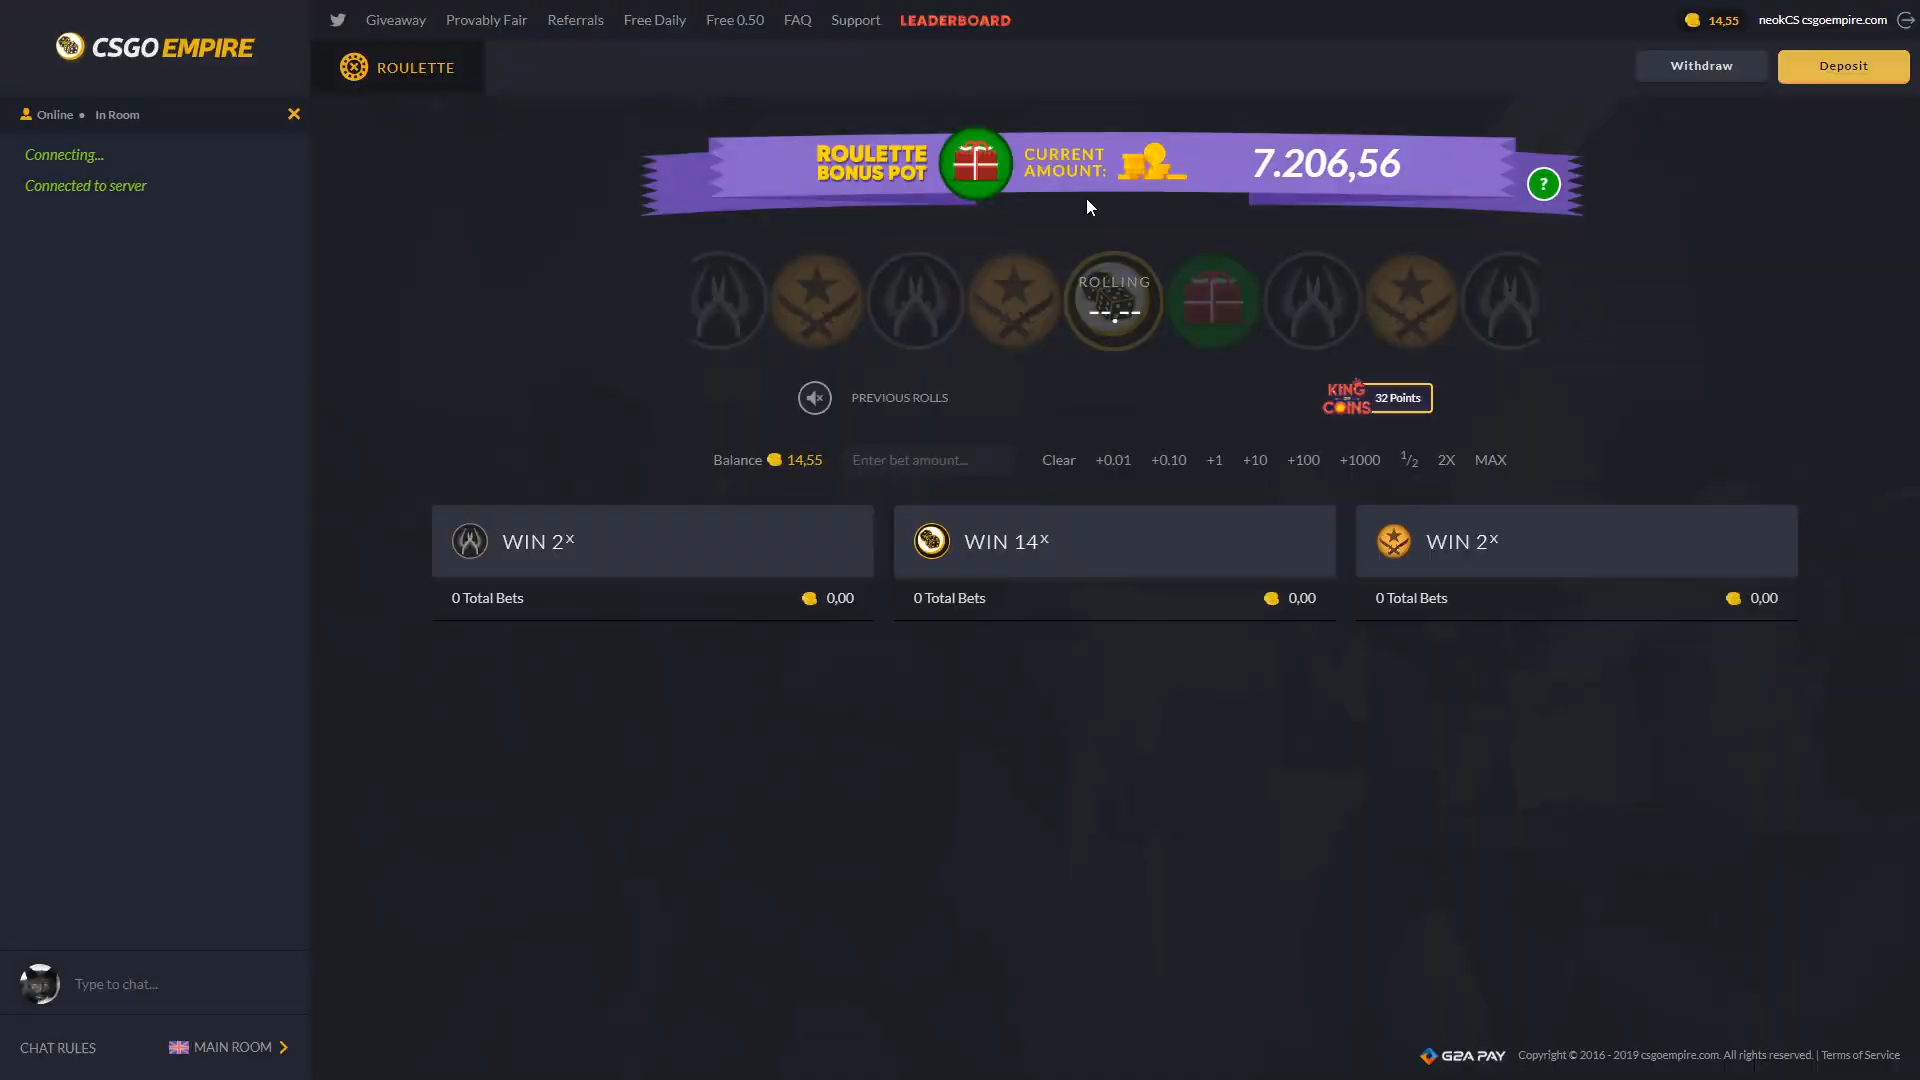 CSGO EMPIRE
Giveaway Provably Fair Referrals Free Daily Free 0.50 FAQ Support LEADERBOARD
14,55 neokCS csgoempire.com
ROULETTE
Withdraw Deposit
Online • In Room
Connecting...
Connected to server
ROULETTE
BONUS POT
CURRENT
AMOUNT:
7.206,56
?
ROLLING
--.--
PREVIOUS ROLLS
KING OF COINS 32 Points
Balance 14,55 Enter bet amount... Clear +0.01 +0.10 +1 +10 +100 +1000 1/2 2X MAX
WIN 2x
0 Total Bets 0,00
WIN 14x
0 Total Bets 0,00
WIN 2x
0 Total Bets 0,00
Type to chat...
CHAT RULES MAIN ROOM
G2A PAY Copyright © 2016 - 2019 csgoempire.com. All rights reserved. | Terms of Service